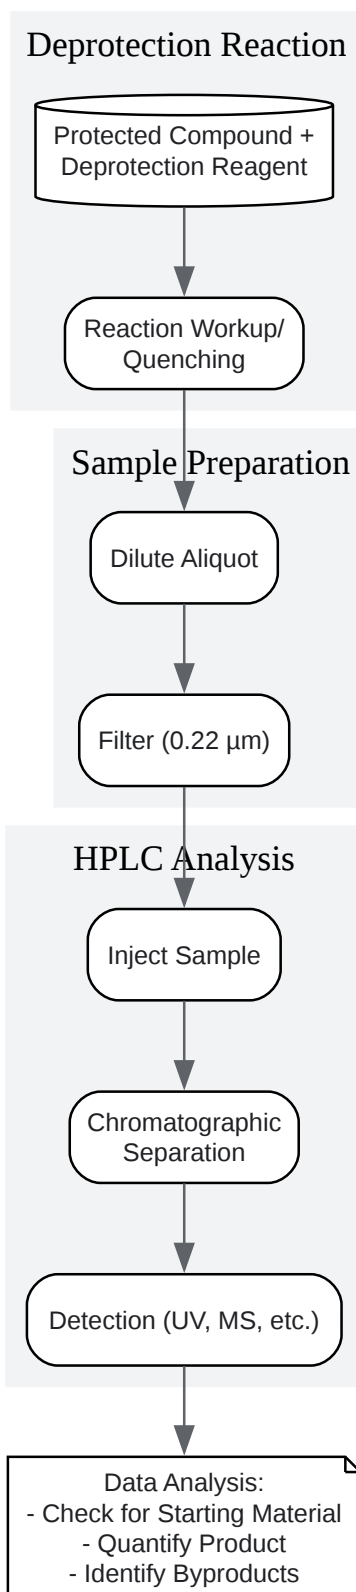 Deprotection Reaction
Protected Compound +
Deprotection Reagent
Reaction Workup/
Quenching
Sample Preparation
Dilute Aliquot
Filter (0.22 µm)
HPLC Analysis
Inject Sample
Chromatographic
Separation
Detection (UV, MS, etc.)
Data Analysis:
- Check for Starting Material
- Quantify Product
- Identify Byproducts